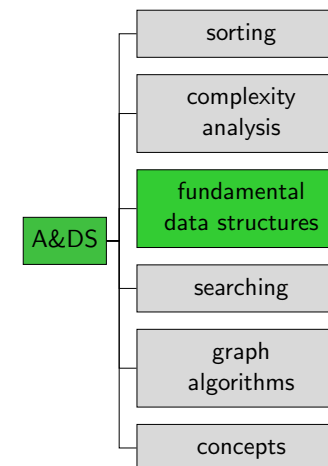 sorting
complexity
analysis
fundamental
data structures
A&DS
searching
graph
algorithms
concepts